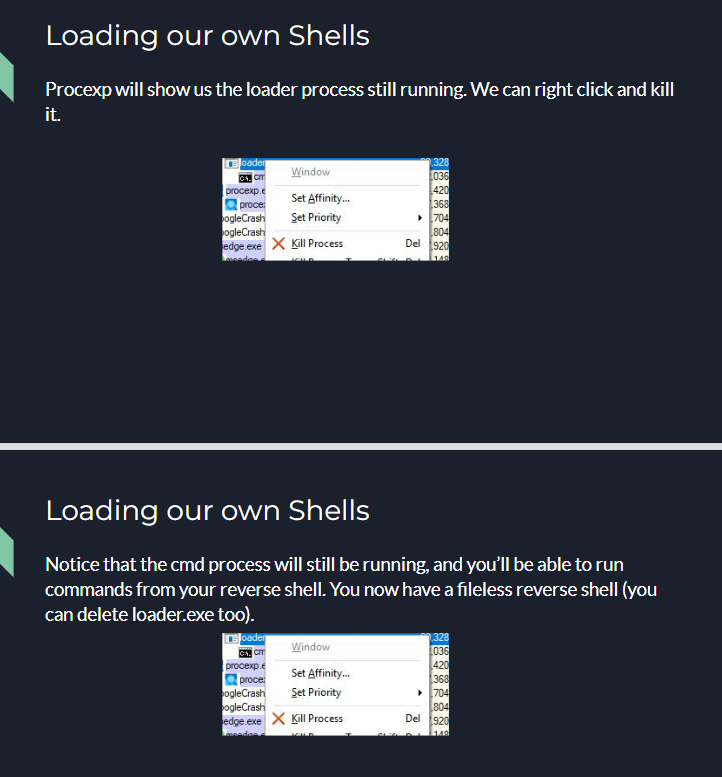 Loading our own Shells
Procexp will show us the loader process still running. We can right click and kill
it.
loader
Window
328
cm
036
procexp.e
Set Affinity...
420
proce
368
ogleCrash
Set Priority
704
ogleCrash
804
edge.exe
Kill Process
Del
920
148
Loading our own Shells
Notice that the cmd process will still be running, and you’ll be able to run
commands from your reverse shell. You now have a fileless reverse shell (you
can delete loader.exe too).
loader
Window
328
cm
036
procexp.e
Set Affinity...
420
proce
368
ogleCrash
Set Priority
704
ogleCrash
804
edge.exe
Kill Process
Del
920
148